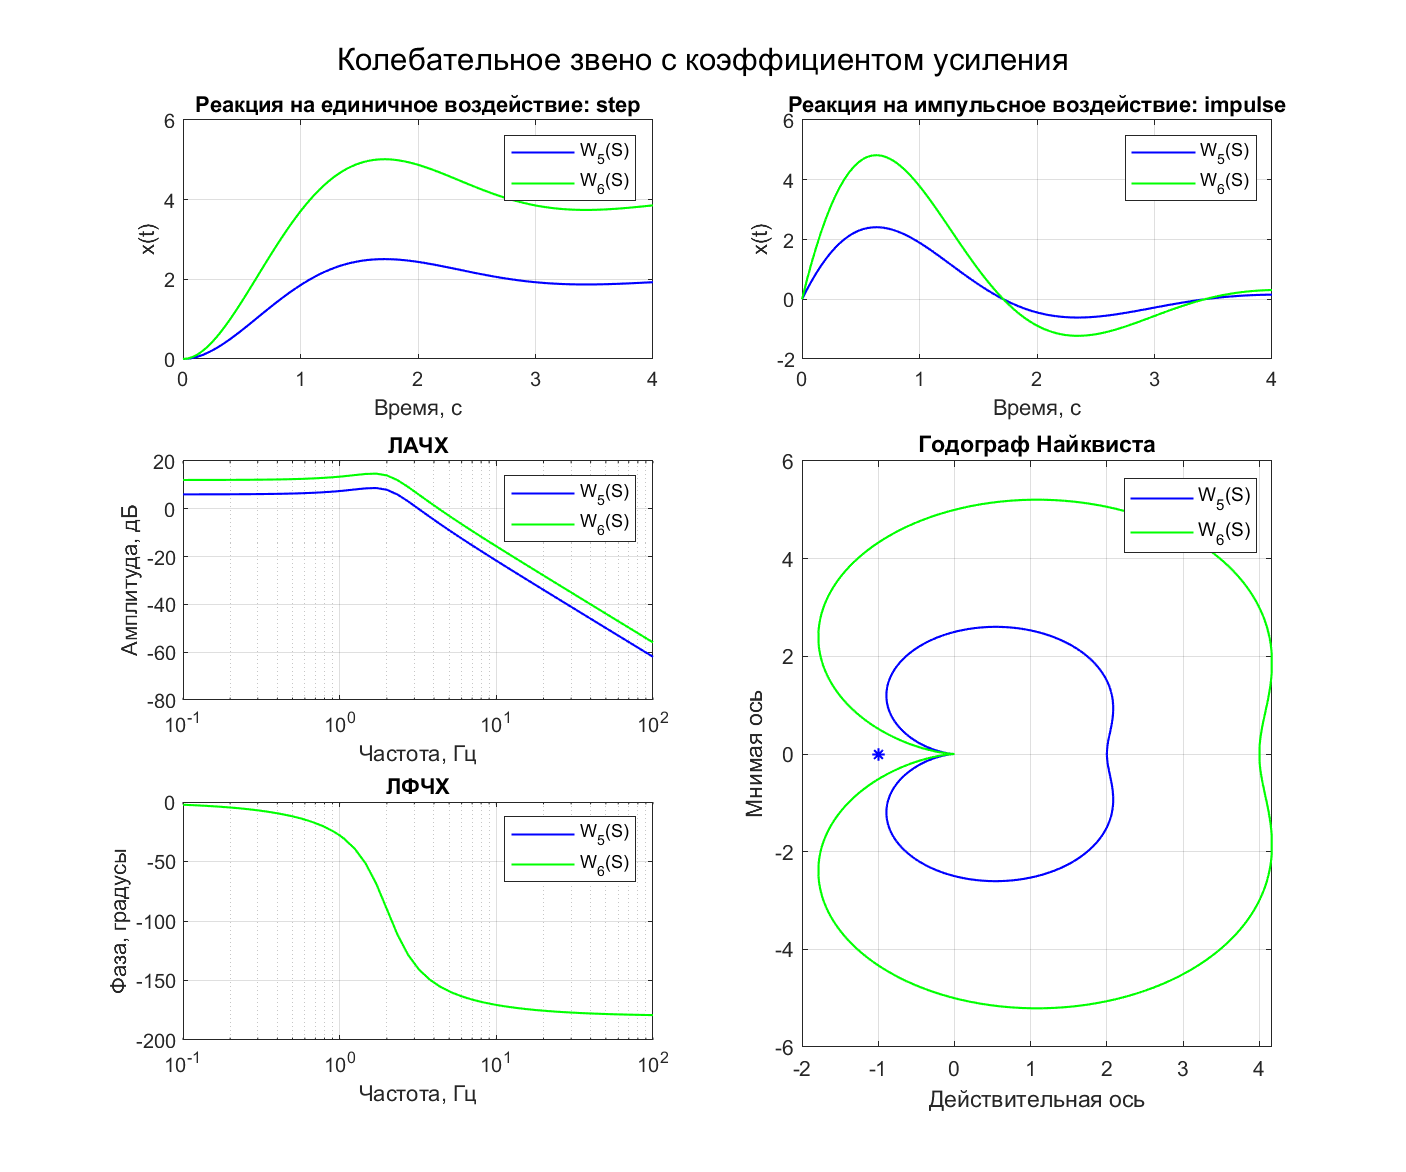 Колебательное звено с коэффициентом усиления
Реакция на единичное воздействие: step
6
4
2
0
x(t)
0 1 2 3 4
Время, с
W5(S)
W6(S)
Реакция на импульсное воздействие: impulse
6
4
2
0
-2
x(t)
0 1 2 3 4
Время, с
W5(S)
W6(S)
ЛАЧХ
20
0
-20
-40
-60
-80
Амплитуда, дБ
10-1 100 101 102
Частота, Гц
W5(S)
W6(S)
ЛФЧХ
0
-50
-100
-150
-200
Фаза, градусы
10-1 100 101 102
Частота, Гц
W5(S)
W6(S)
Годограф Найквиста
6
4
2
0
-2
-4
-6
Мнимая ось
-2 -1 0 1 2 3 4
Действительная ось
W5(S)
W6(S)